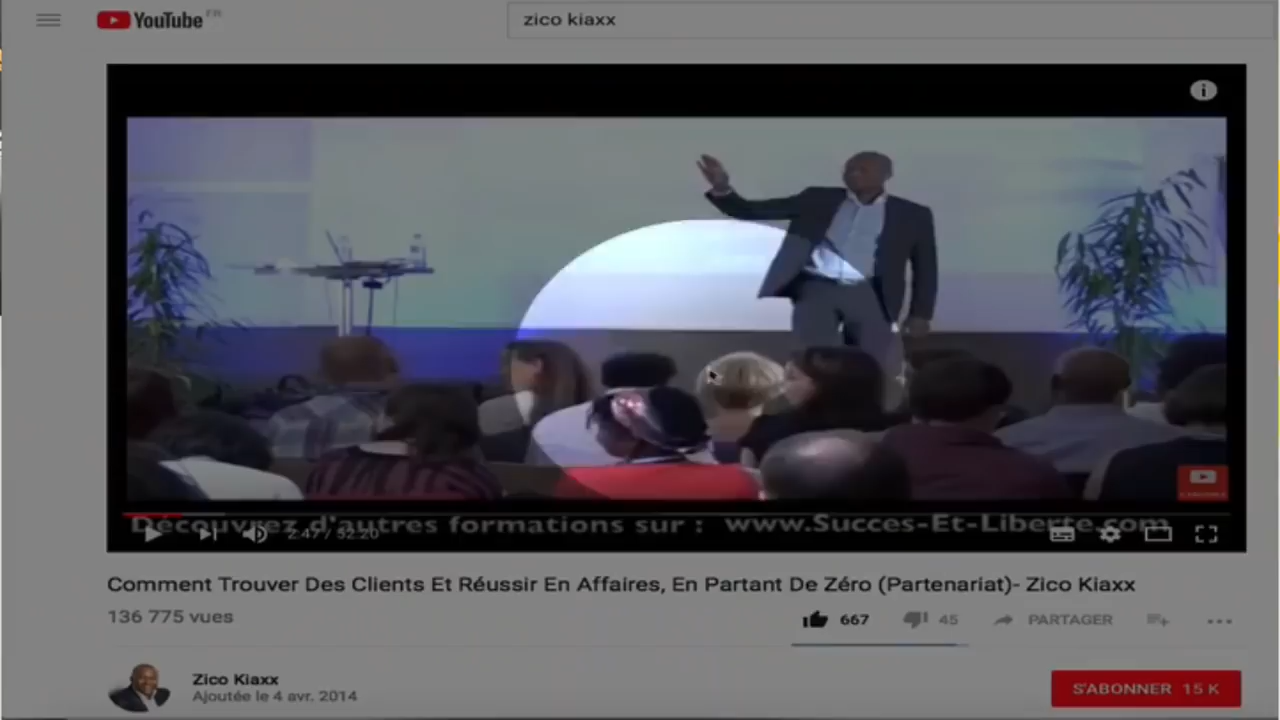 YouTube FR
zico kiaxx
Découvrez d'autres formations sur : www.Succes-Et-Liberte.com
2:47 / 52:20
Comment Trouver Des Clients Et Réussir En Affaires, En Partant De Zéro (Partenariat)- Zico Kiaxx
136 775 vues
667
45
PARTAGER
Zico Kiaxx
Ajoutée le 4 avr. 2014
S'ABONNER 15 K